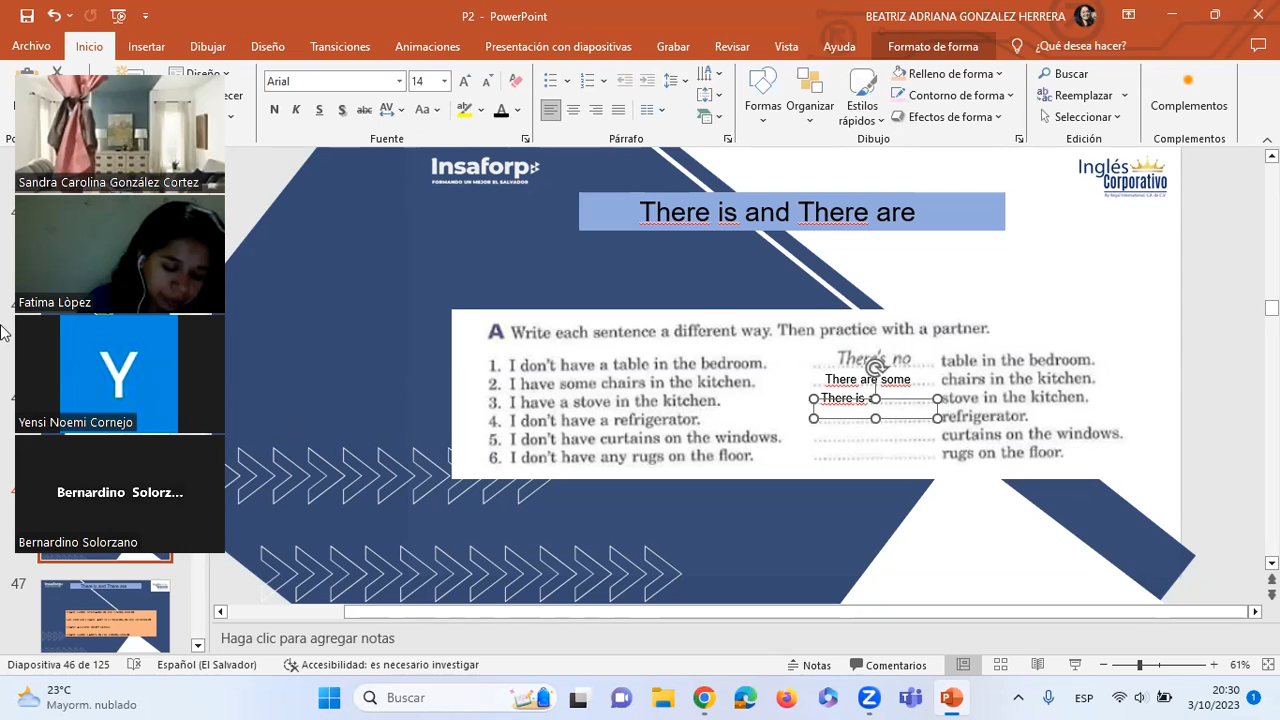 P2 - PowerPoint
BEATRIZ ADRIANA GONZALEZ HERRERA
Archivo Inicio Insertar Dibujar Diseño Transiciones Animaciones Presentación con diapositivas Grabar Revisar Vista Ayuda Formato de forma ¿Qué desea hacer?
Arial 14
N K S abc Aa A
Fuente
Párrafo
Formas Organizar Estilos rápidos
Relleno de forma
Contorno de forma
Efectos de forma
Dibujo
Buscar
Reemplazar
Seleccionar
Edición
Complementos
Complementos
Diseño
Sandra Carolina González Cortez
Fatima Lòpez
Y
Yensi Noemi Cornejo
Bernardino Solorz...
Bernardino Solorzano
Insaforp
FORMANDO UN MEJOR EL SALVADOR
Inglés
Corporativo
There is and There are
A Write each sentence a different way. Then practice with a partner.
1. I don't have a table in the bedroom. There's no table in the bedroom.
2. I have some chairs in the kitchen. There are some chairs in the kitchen.
3. I have a stove in the kitchen. There is a stove in the kitchen.
4. I don't have a refrigerator. refrigerator.
5. I don't have curtains on the windows. curtains on the windows.
6. I don't have any rugs on the floor. rugs on the floor.
47
There is and There are
Haga clic para agregar notas
Diapositiva 46 de 125 Español (El Salvador) Accesibilidad: es necesario investigar Notas Comentarios 61%
23°C
Mayorm. nublado
Buscar
ESP
20:30
3/10/2023
1